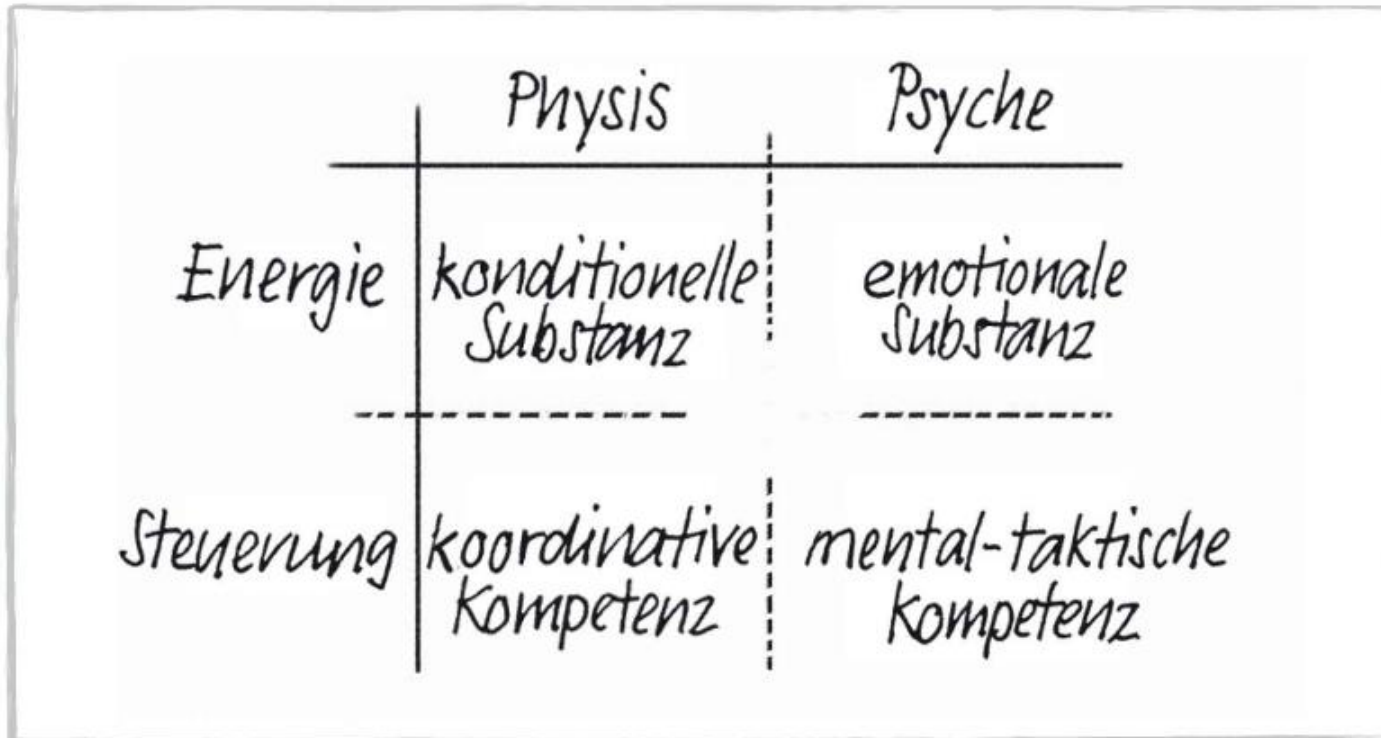 Physis Psyche
Energie konditionelle emotionale
Substanz Substanz
Steuerung koordinative mental-taktische
Kompetenz Kompetenz